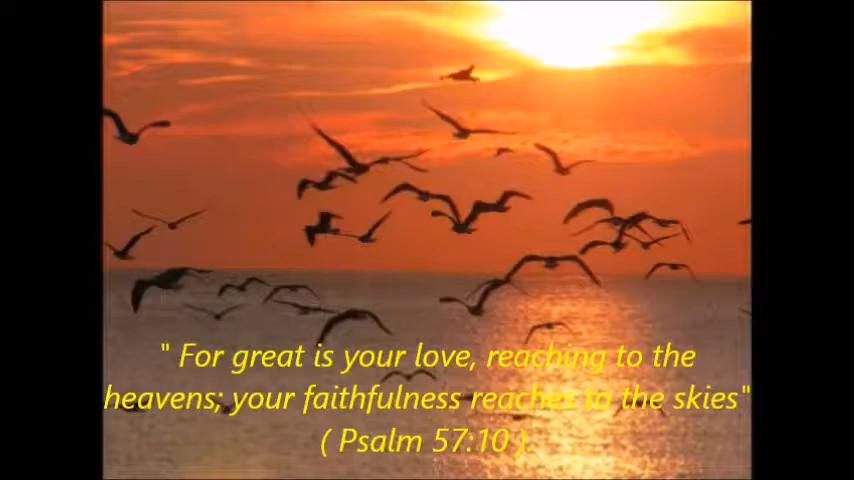 " For great is your love, reaching to the
heavens; your faithfulness reaches to the skies"
( Psalm 57:10 ).